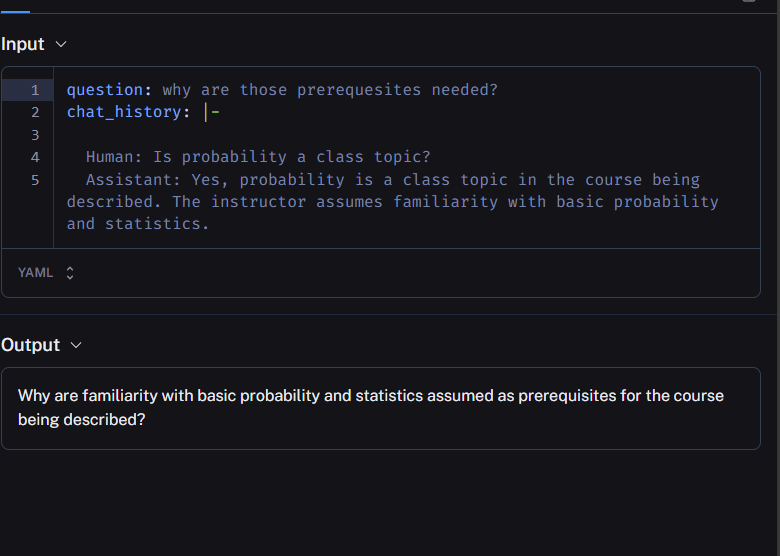 Input
1 question: why are those prerequesites needed?
2 chat_history: |-
3
4 Human: Is probability a class topic?
5 Assistant: Yes, probability is a class topic in the course being
described. The instructor assumes familiarity with basic probability
and statistics.
YAML
Output
Why are familiarity with basic probability and statistics assumed as prerequisites for the course
being described?